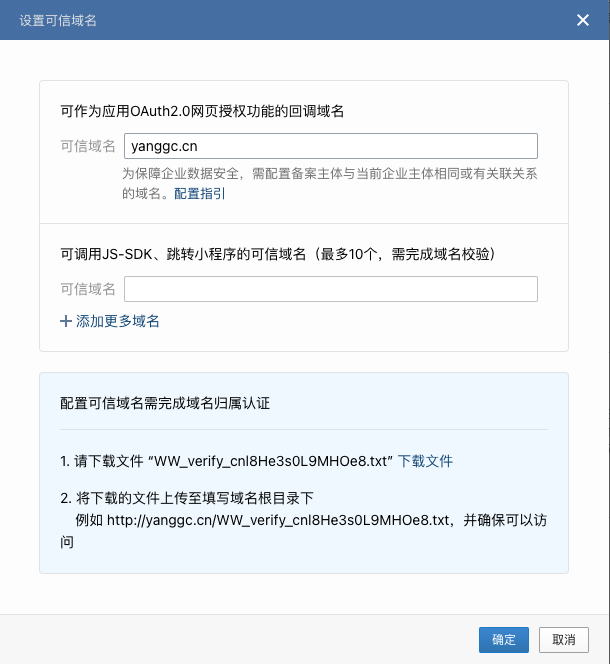 设置可信域名
可作为应用OAuth2.0网页授权功能的回调域名
可信域名 yanggc.cn
为保障企业数据安全，需配置备案主体与当前企业主体相同或有关联关系
的域名。配置指引
可调用JS-SDK、跳转小程序的可信域名（最多10个，需完成域名校验）
可信域名
+ 添加更多域名
配置可信域名需完成域名归属认证
1. 请下载文件 “WW_verify_cnl8He3s0L9MHOe8.txt” 下载文件
2. 将下载的文件上传至填写域名根目录下
例如 http://yanggc.cn/WW_verify_cnl8He3s0L9MHOe8.txt，并确保可以访
问
确定 取消